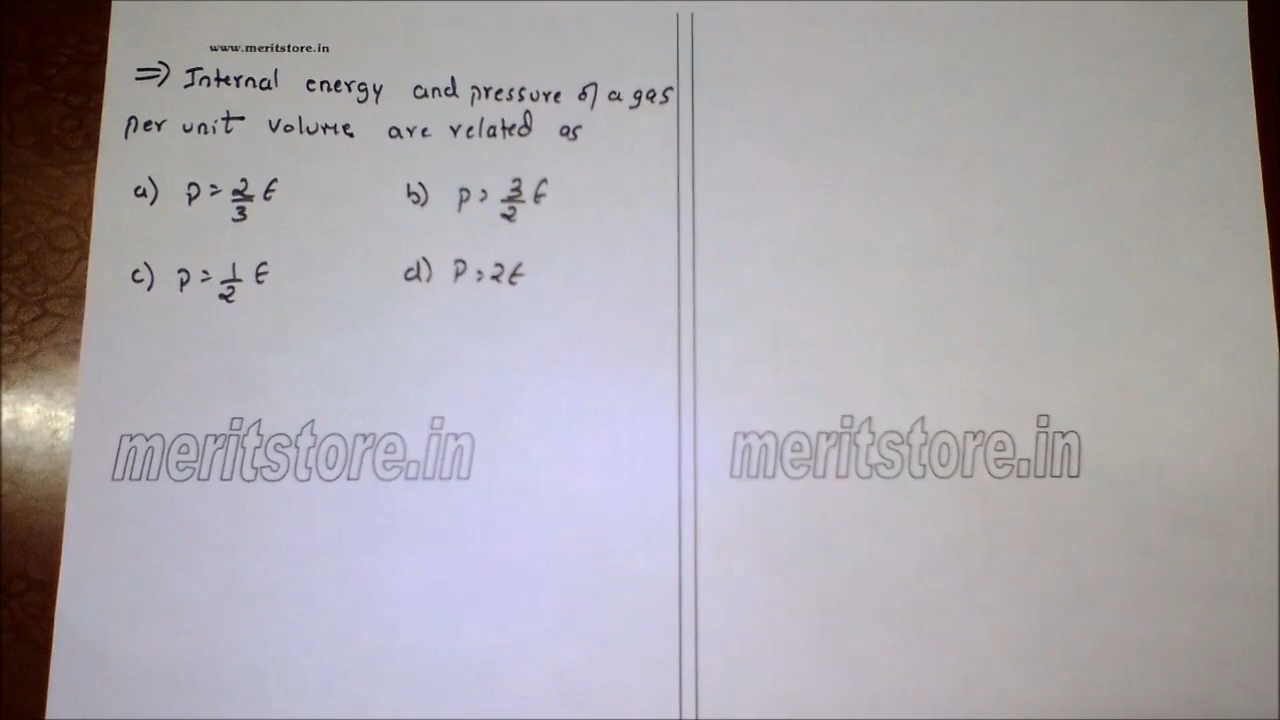 www.meritstore.in
⇒ Internal energy and pressure of a gas
per unit volume are related as
a) P = 2/3 E b) P = 3/2 E
c) P = 1/2 E d) P = 2E
meritstore.in meritstore.in